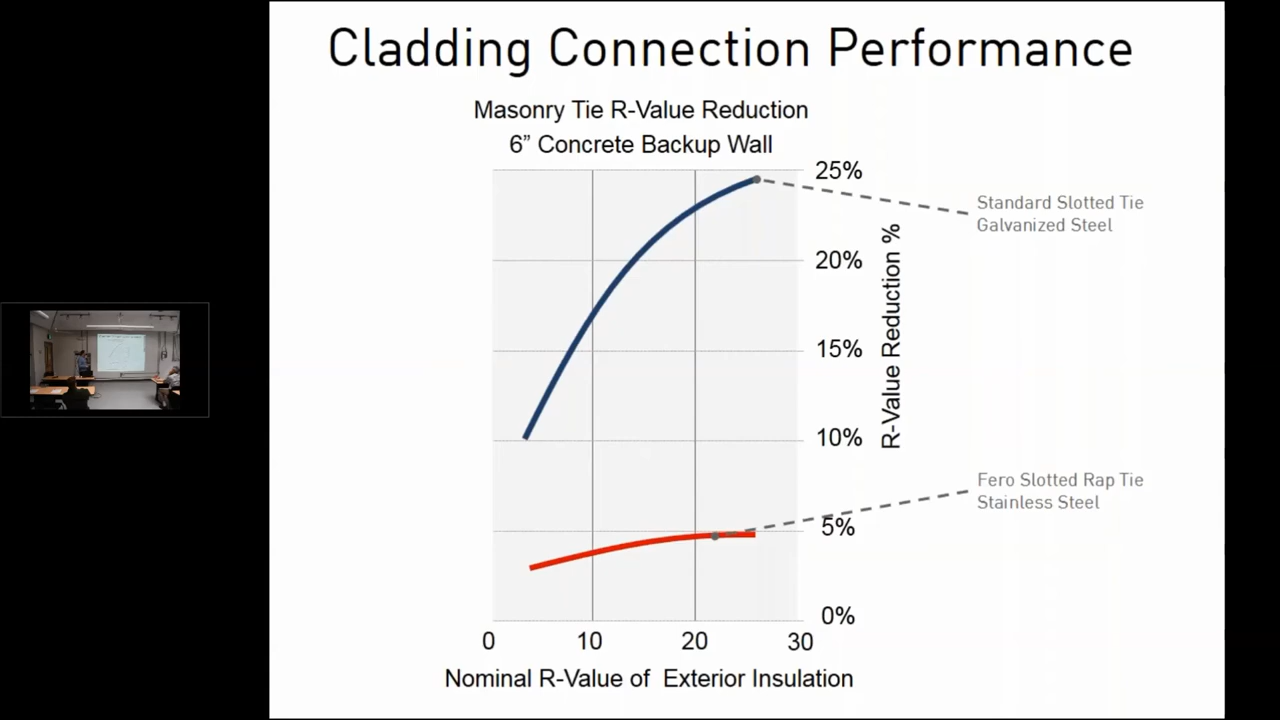 Cladding Connection Performance
Masonry Tie R-Value Reduction
6” Concrete Backup Wall
25%
20%
15%
10%
5%
0%
R-Value Reduction %
Standard Slotted Tie
Galvanized Steel
Fero Slotted Rap Tie
Stainless Steel
0 10 20 30
Nominal R-Value of Exterior Insulation